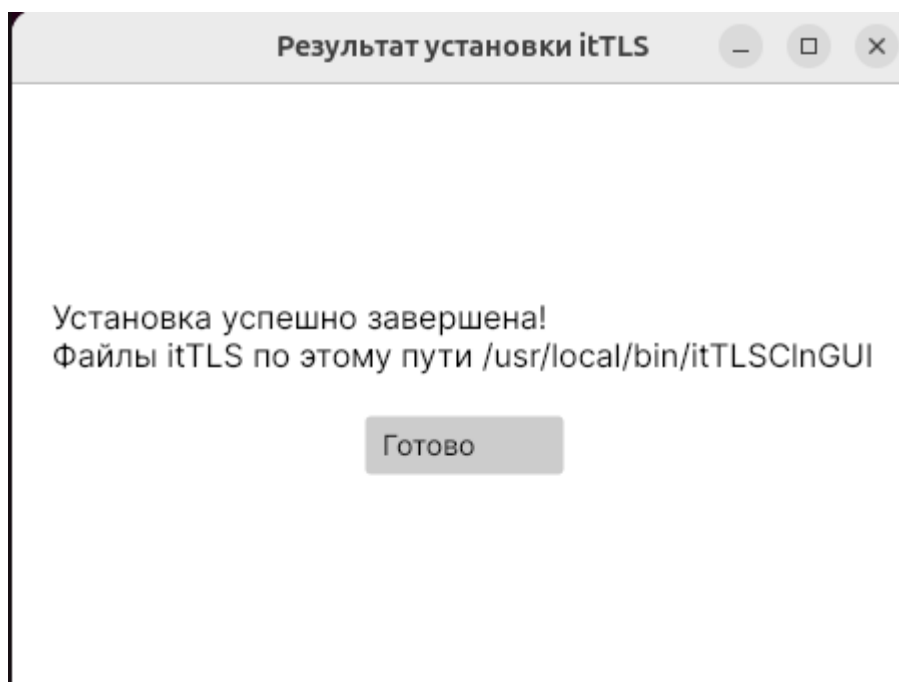 Результат установки itTLS
Установка успешно завершена!
Файлы itTLS по этому пути /usr/local/bin/itTLSClnGUI
Готово